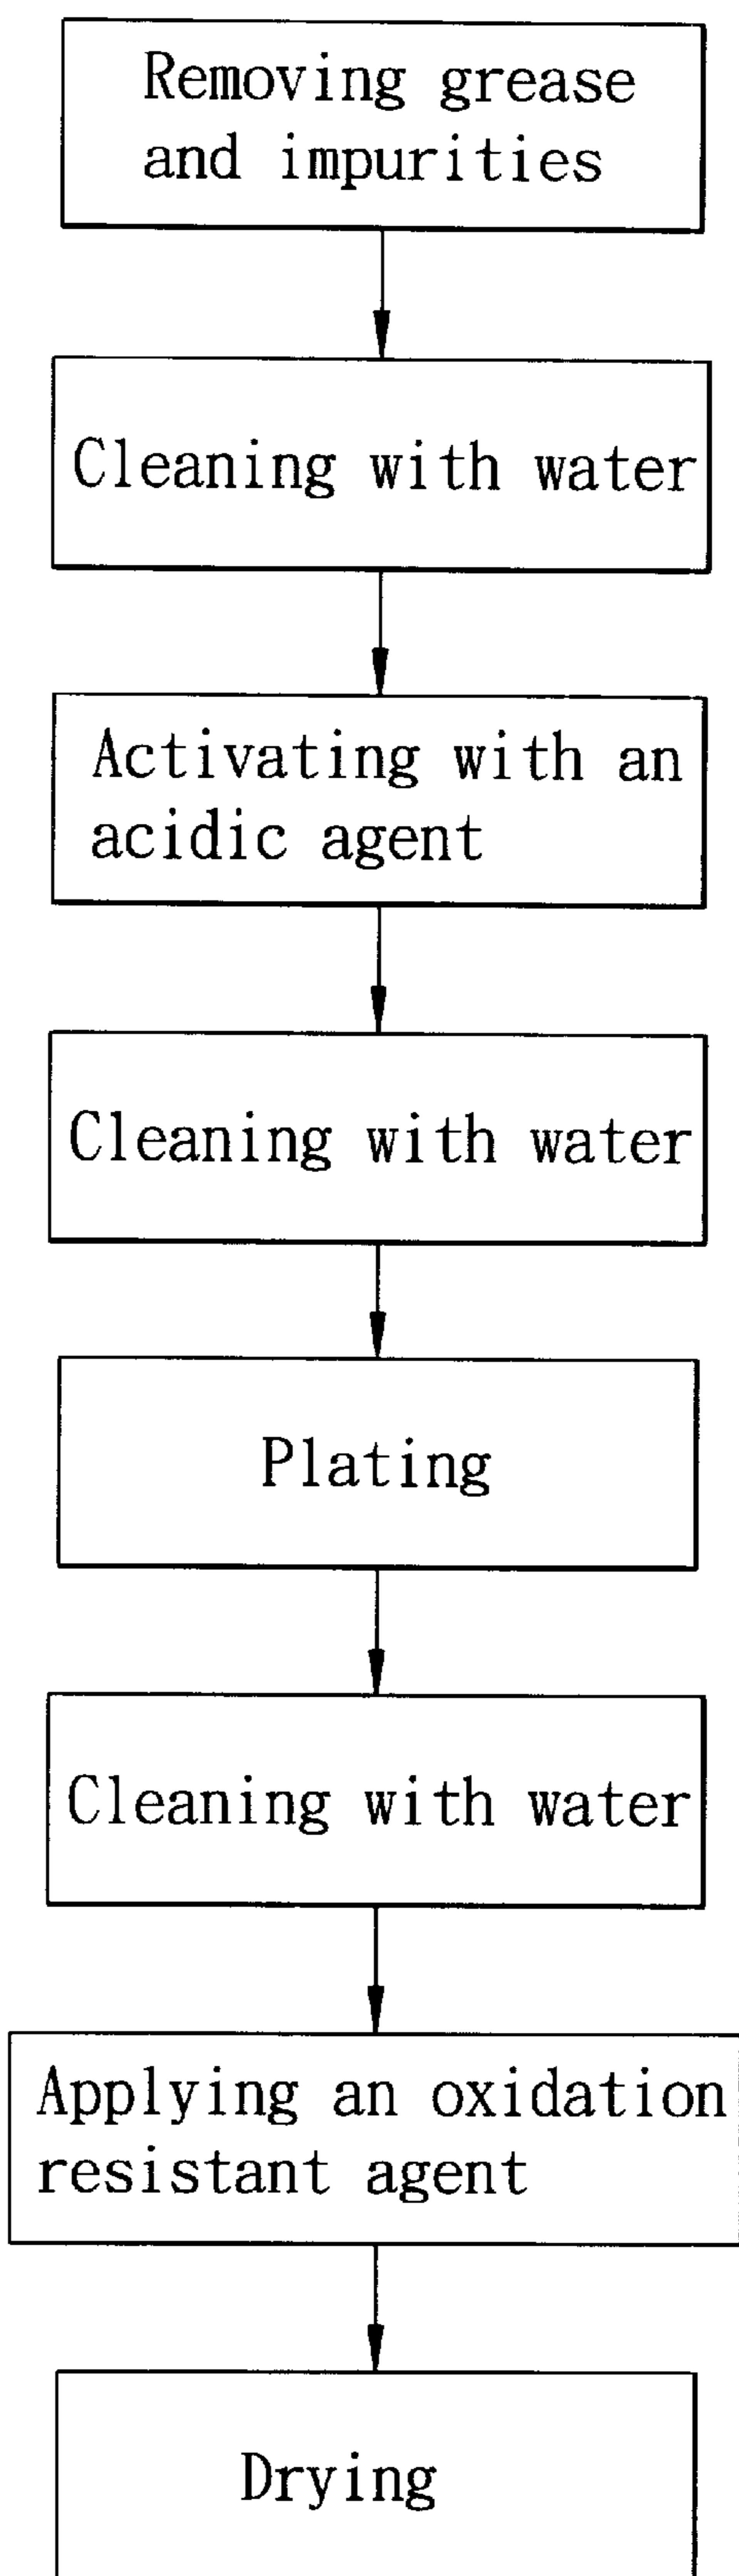 Removing grease
and impurities
Cleaning with water
Activating with an
acidic agent
Cleaning with water
Plating
Cleaning with water
Applying an oxidation
resistant agent
Drying